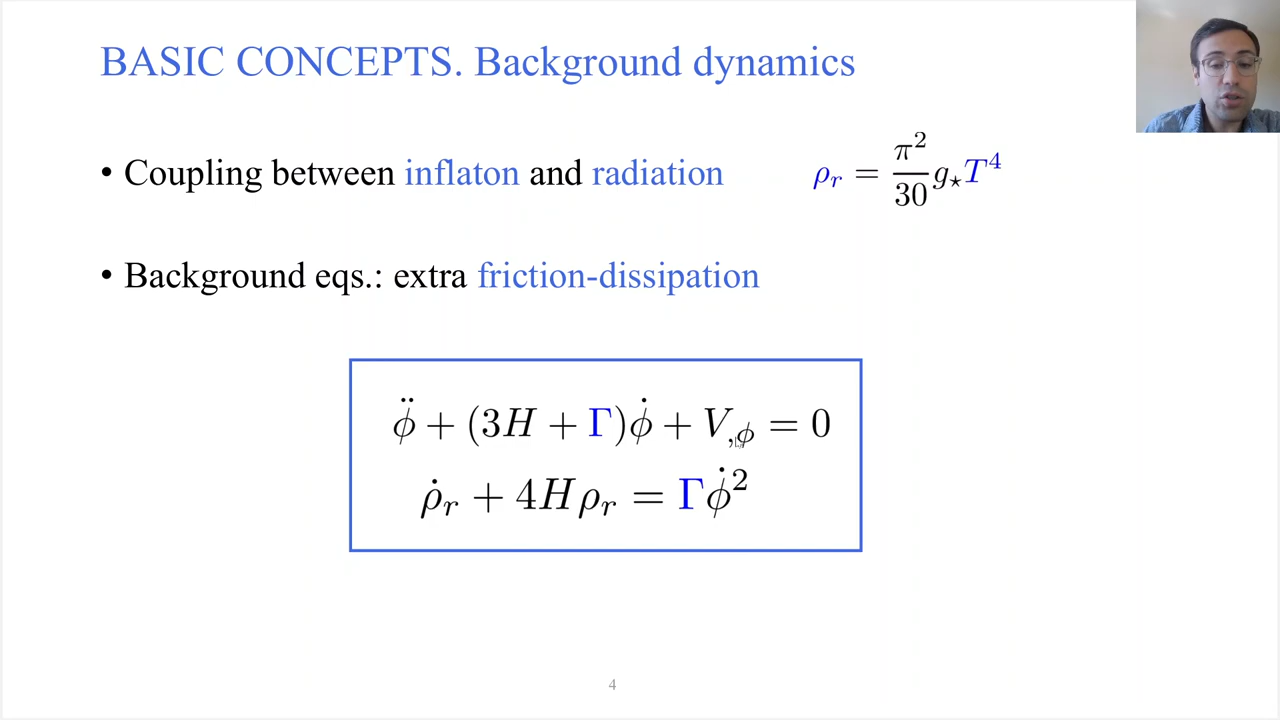 BASIC CONCEPTS. Background dynamics
• Coupling between inflaton and radiation ρ_r = π²/30 g⋆T⁴
• Background eqs.: extra friction-dissipation
ϕ̈ + (3H + Γ)ϕ̇ + V,ϕ = 0
ρ̇_r + 4Hρ_r = Γϕ̇²
4